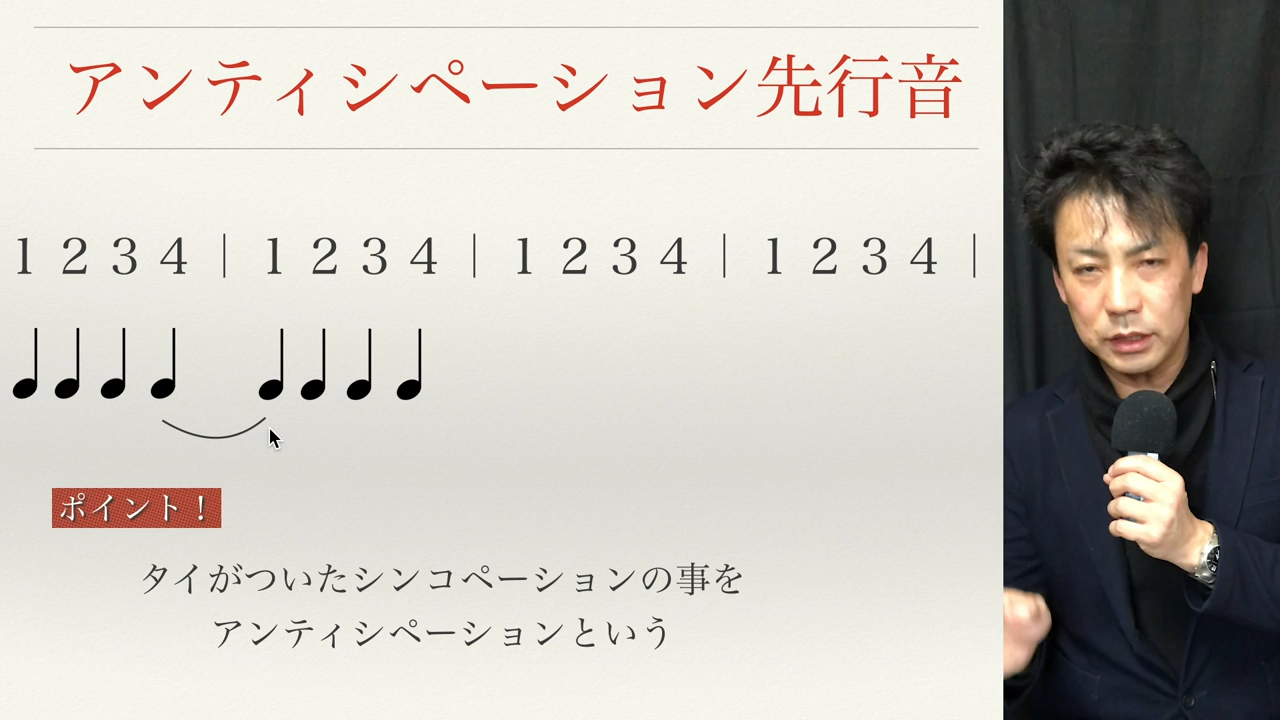 アンティシペーション先行音
1 2 3 4 | 1 2 3 4 | 1 2 3 4 | 1 2 3 4 |
ポイント！
タイがついたシンコペーションの事を
アンティシペーションという